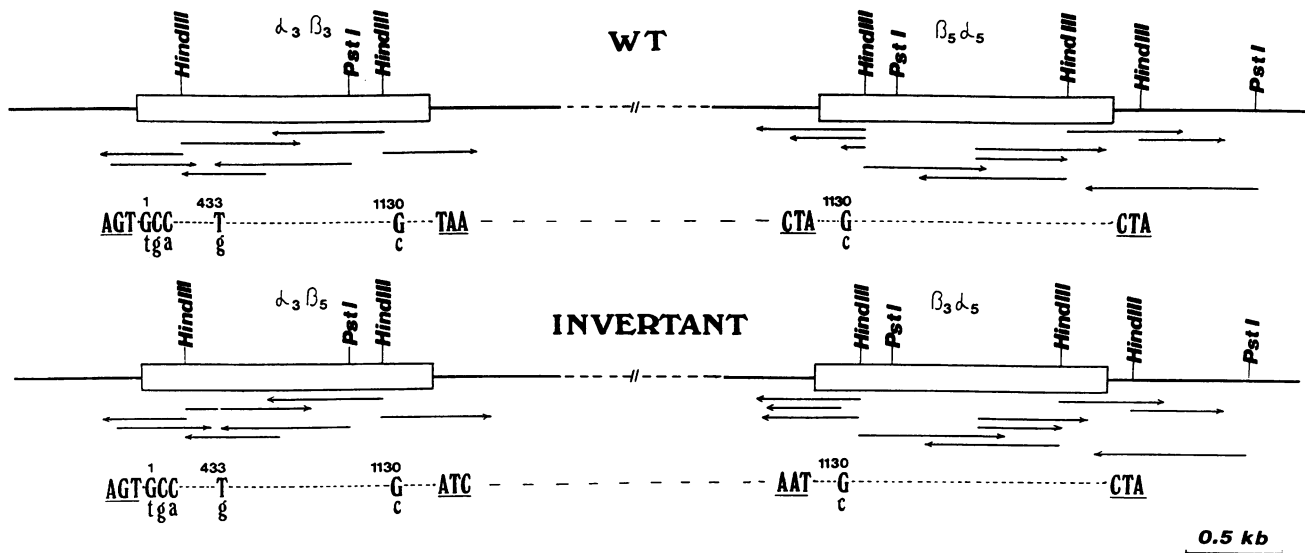 α₃ β₃
WT
β₅ α₅
HindIII PstI HindIII HindIII PstI HindIII HindIII PstI
//
1 433 1130 1130
AGT GCC T G TAA CTA G CTA
tga g c c
α₃ β₅
INVERTANT
β₃ α₅
HindIII PstI HindIII HindIII PstI HindIII HindIII PstI
//
1 433 1130 1130
AGT GCC T G ATC AAT G CTA
tga g c c
0.5 kb